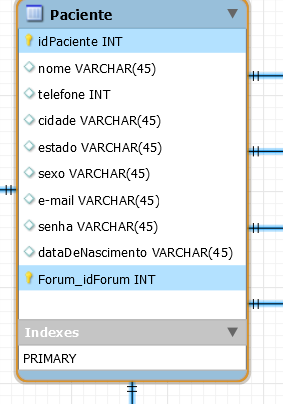 Paciente
idPaciente INT
nome VARCHAR(45)
telefone INT
cidade VARCHAR(45)
estado VARCHAR(45)
sexo VARCHAR(45)
e-mail VARCHAR(45)
senha VARCHAR(45)
dataDeNascimento VARCHAR(45)
Forum_idForum INT
Indexes
PRIMARY